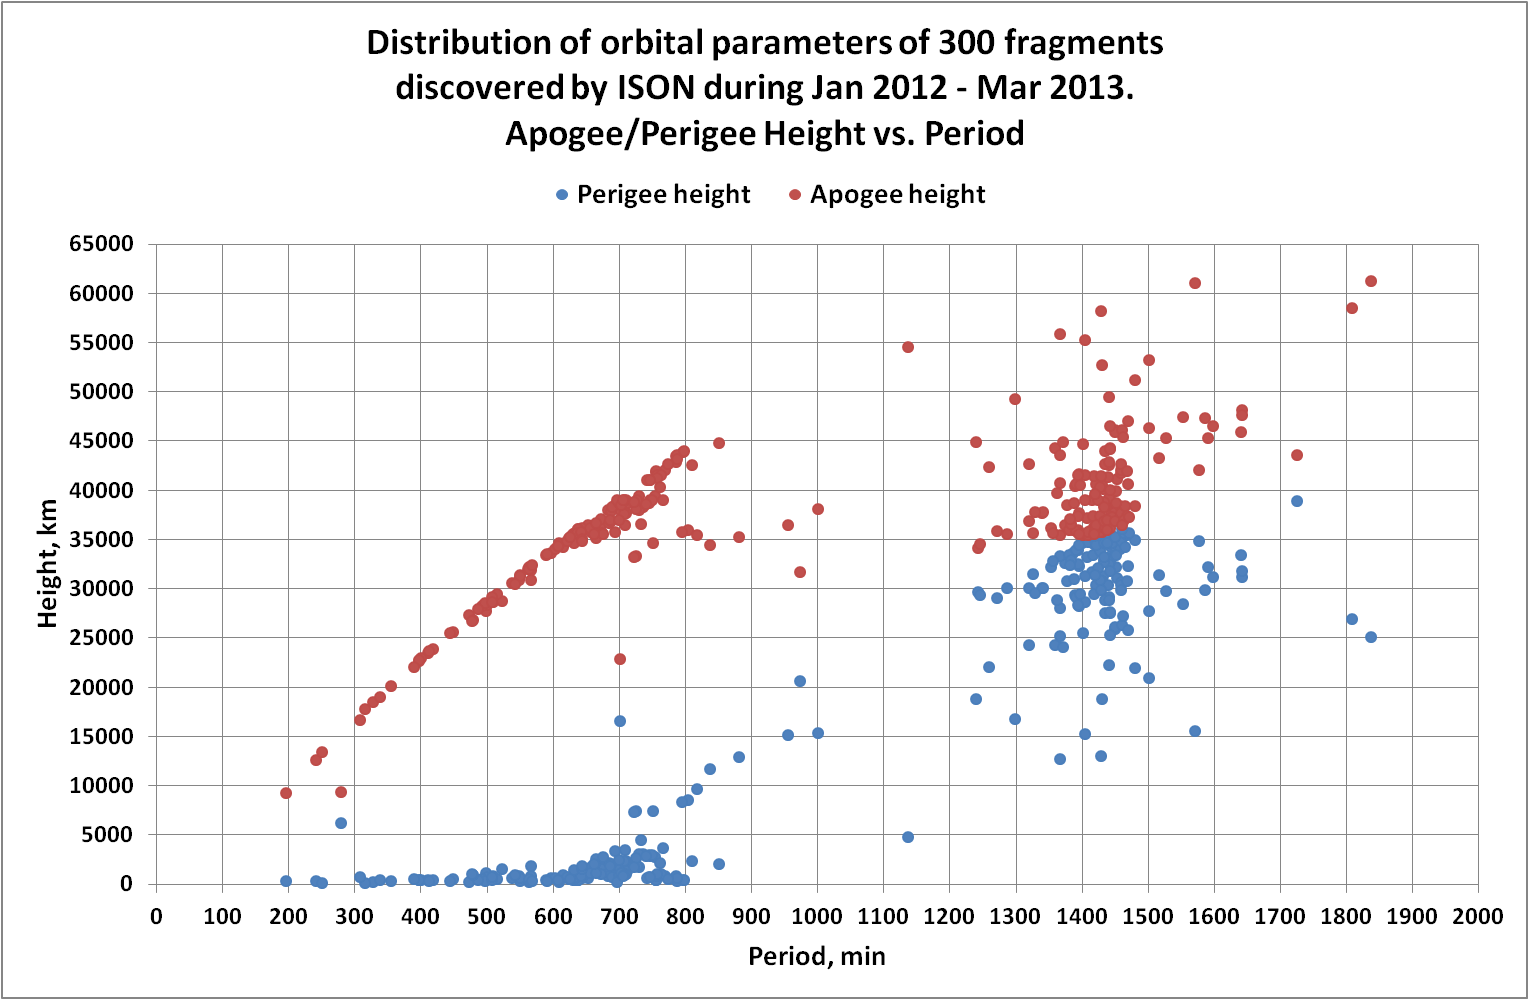 Distribution of orbital parameters of 300 fragments
discovered by ISON during Jan 2012 - Mar 2013.
Apogee/Perigee Height vs. Period
Perigee height Apogee height
65000
60000
55000
50000
45000
40000
35000
30000
25000
20000
15000
10000
5000
0
Height, km
0 100 200 300 400 500 600 700 800 900 1000 1100 1200 1300 1400 1500 1600 1700 1800 1900 2000
Period, min